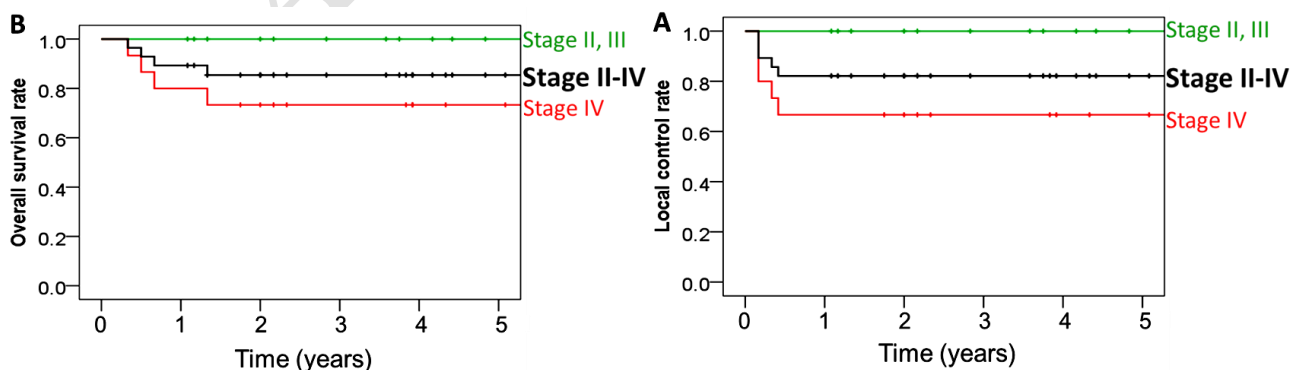 B
Overall survival rate
1.0
0.8
0.6
0.4
0.2
0.0
Stage II, III
Stage II-IV
Stage IV
0 1 2 3 4 5
Time (years)
A
Local control rate
1.0
0.8
0.6
0.4
0.2
0.0
Stage II, III
Stage II-IV
Stage IV
0 1 2 3 4 5
Time (years)